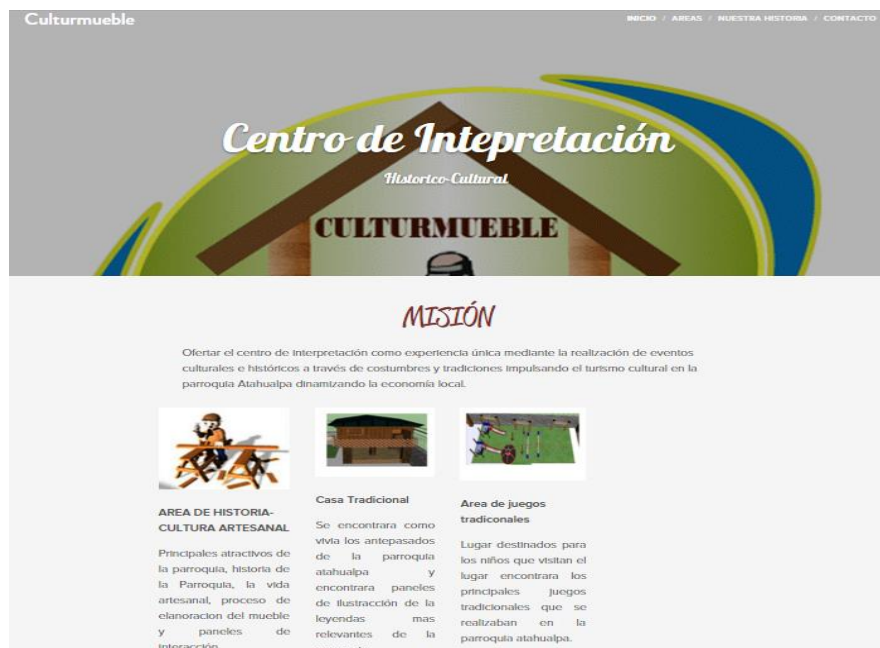 Culturmueble
INICIO / AREAS / NUESTRA HISTORIA / CONTACTO
Centro de Intepretación
Historico-Cultural
CULTURMUEBLE
MISIÓN
Ofertar el centro de interpretación como experiencia única mediante la realización de eventos
culturales e históricos a través de costumbres y tradiciones impulsando el turismo cultural en la
parroquia Atahualpa dinamizando la economía local.
AREA DE HISTORIA-
CULTURA ARTESANAL
Principales atractivos de
la parroquia, historia de
la Parroquia, la vida
artesanal, proceso de
elanoracion del mueble
y paneles de
interacción
Casa Tradicional
Se encontrara como
vivia los antepasados
de la parroquia
atahualpa y
encontrara paneles
de ilustracción de la
leyendas mas
relevantes de la
Area de juegos
tradiconales
Lugar destinados para
los niños que visitan el
lugar encontrara los
principales juegos
tradicionales que se
realizaban en la
parroquia atahualpa.